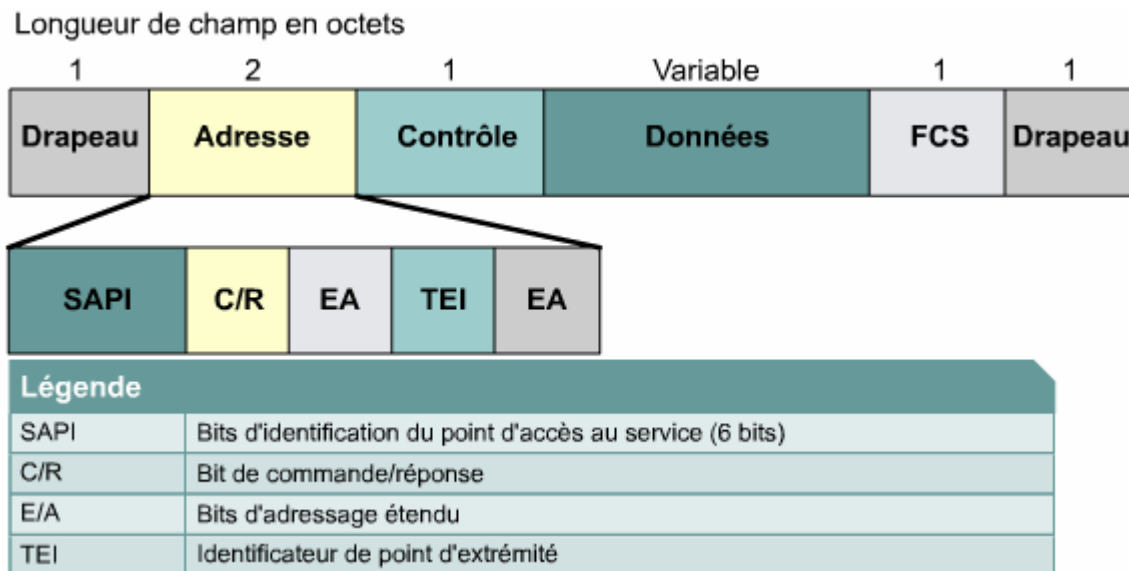 Longueur de champ en octets
1 2 1 Variable 1 1
Drapeau Adresse Contrôle Données FCS Drapeau
SAPI C/R EA TEI EA
Légende
SAPI Bits d'identification du point d'accès au service (6 bits)
C/R Bit de commande/réponse
E/A Bits d'adressage étendu
TEI Identificateur de point d'extrémité